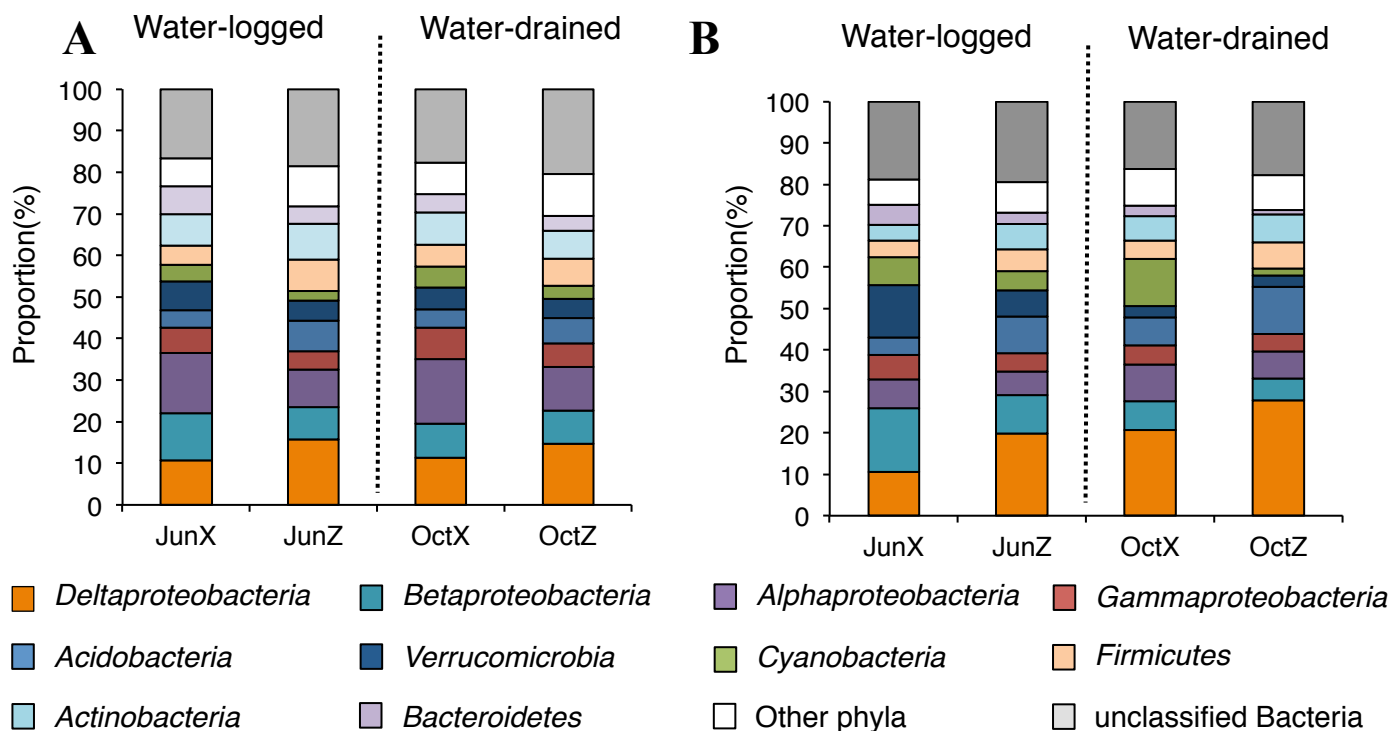 A
Water-logged
Water-drained
Proportion(%)
100
90
80
70
60
50
40
30
20
10
0
JunX
JunZ
OctX
OctZ
B
Water-logged
Water-drained
Proportion(%)
100
90
80
70
60
50
40
30
20
10
0
JunX
JunZ
OctX
OctZ
Deltaproteobacteria
Betaproteobacteria
Alphaproteobacteria
Gammaproteobacteria
Acidobacteria
Verrucomicrobia
Cyanobacteria
Firmicutes
Actinobacteria
Bacteroidetes
Other phyla
unclassified Bacteria